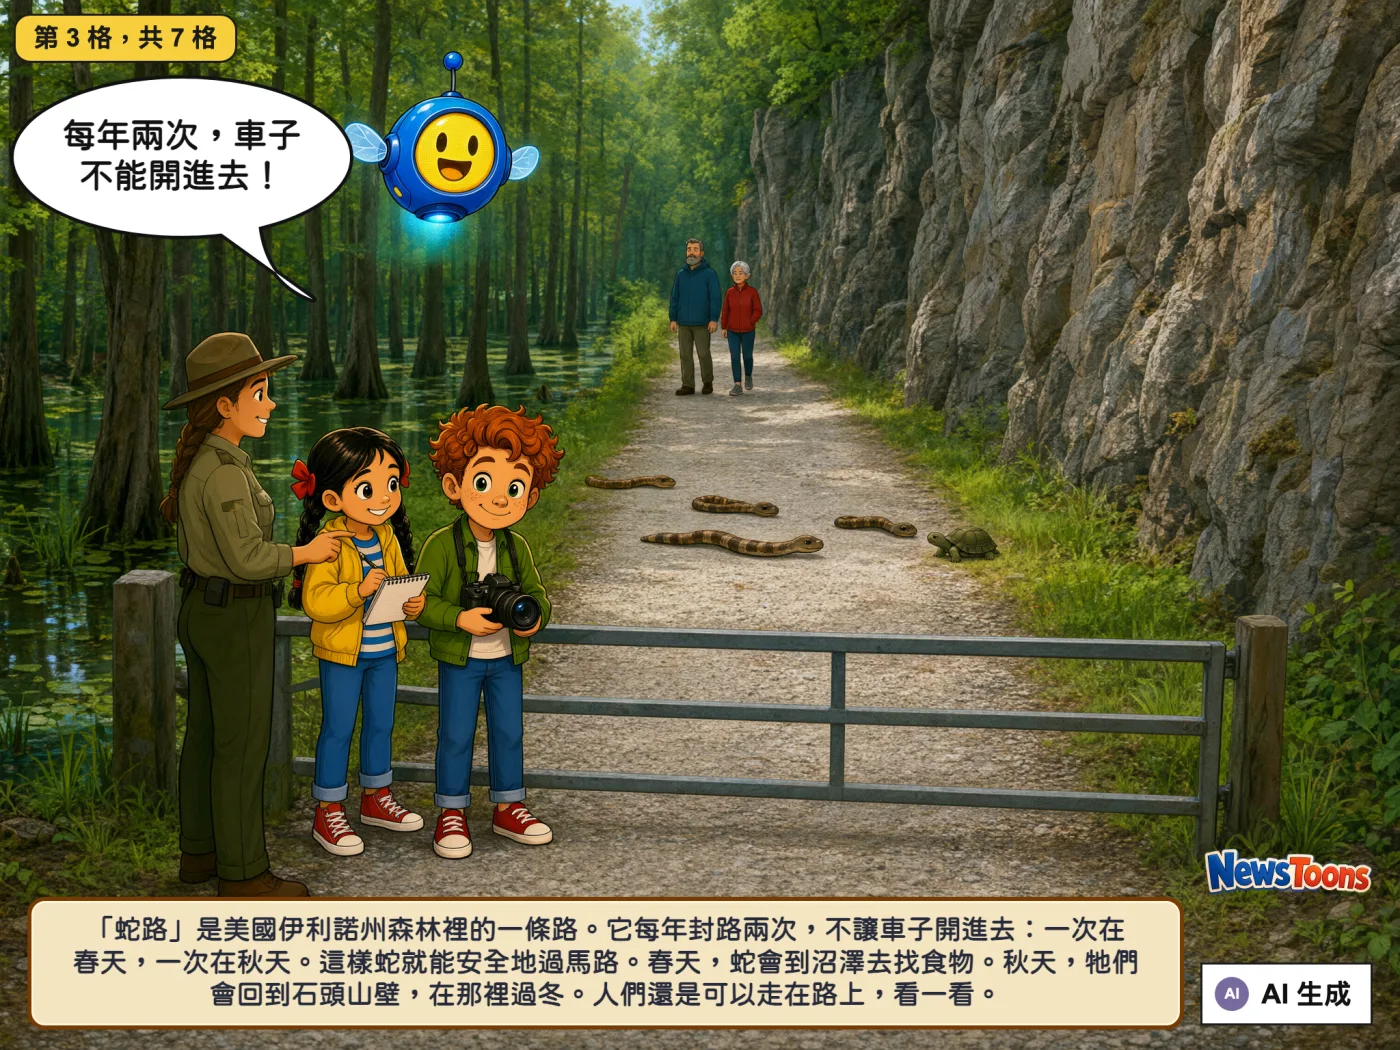 第 3 格，共 7 格
每年兩次，車子
不能開進去！
「蛇路」是美國伊利諾州森林裡的一條路。它每年封路兩次，不讓車子開進去：一次在
春天，一次在秋天。這樣蛇就能安全地過馬路。春天，蛇會到沼澤去找食物。秋天，牠們
會回到石頭山壁，在那裡過冬。人們還是可以走在路上，看一看。
NewsToons
AI AI 生成